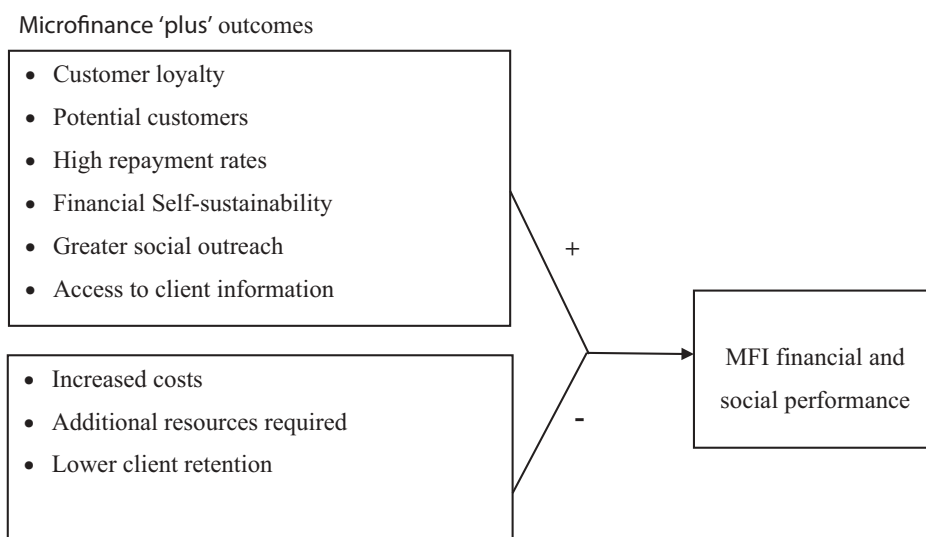 Microfinance ‘plus’ outcomes
• Customer loyalty
• Potential customers
• High repayment rates
• Financial Self-sustainability
• Greater social outreach
• Access to client information
+
MFI financial and
social performance
• Increased costs
• Additional resources required
• Lower client retention
-